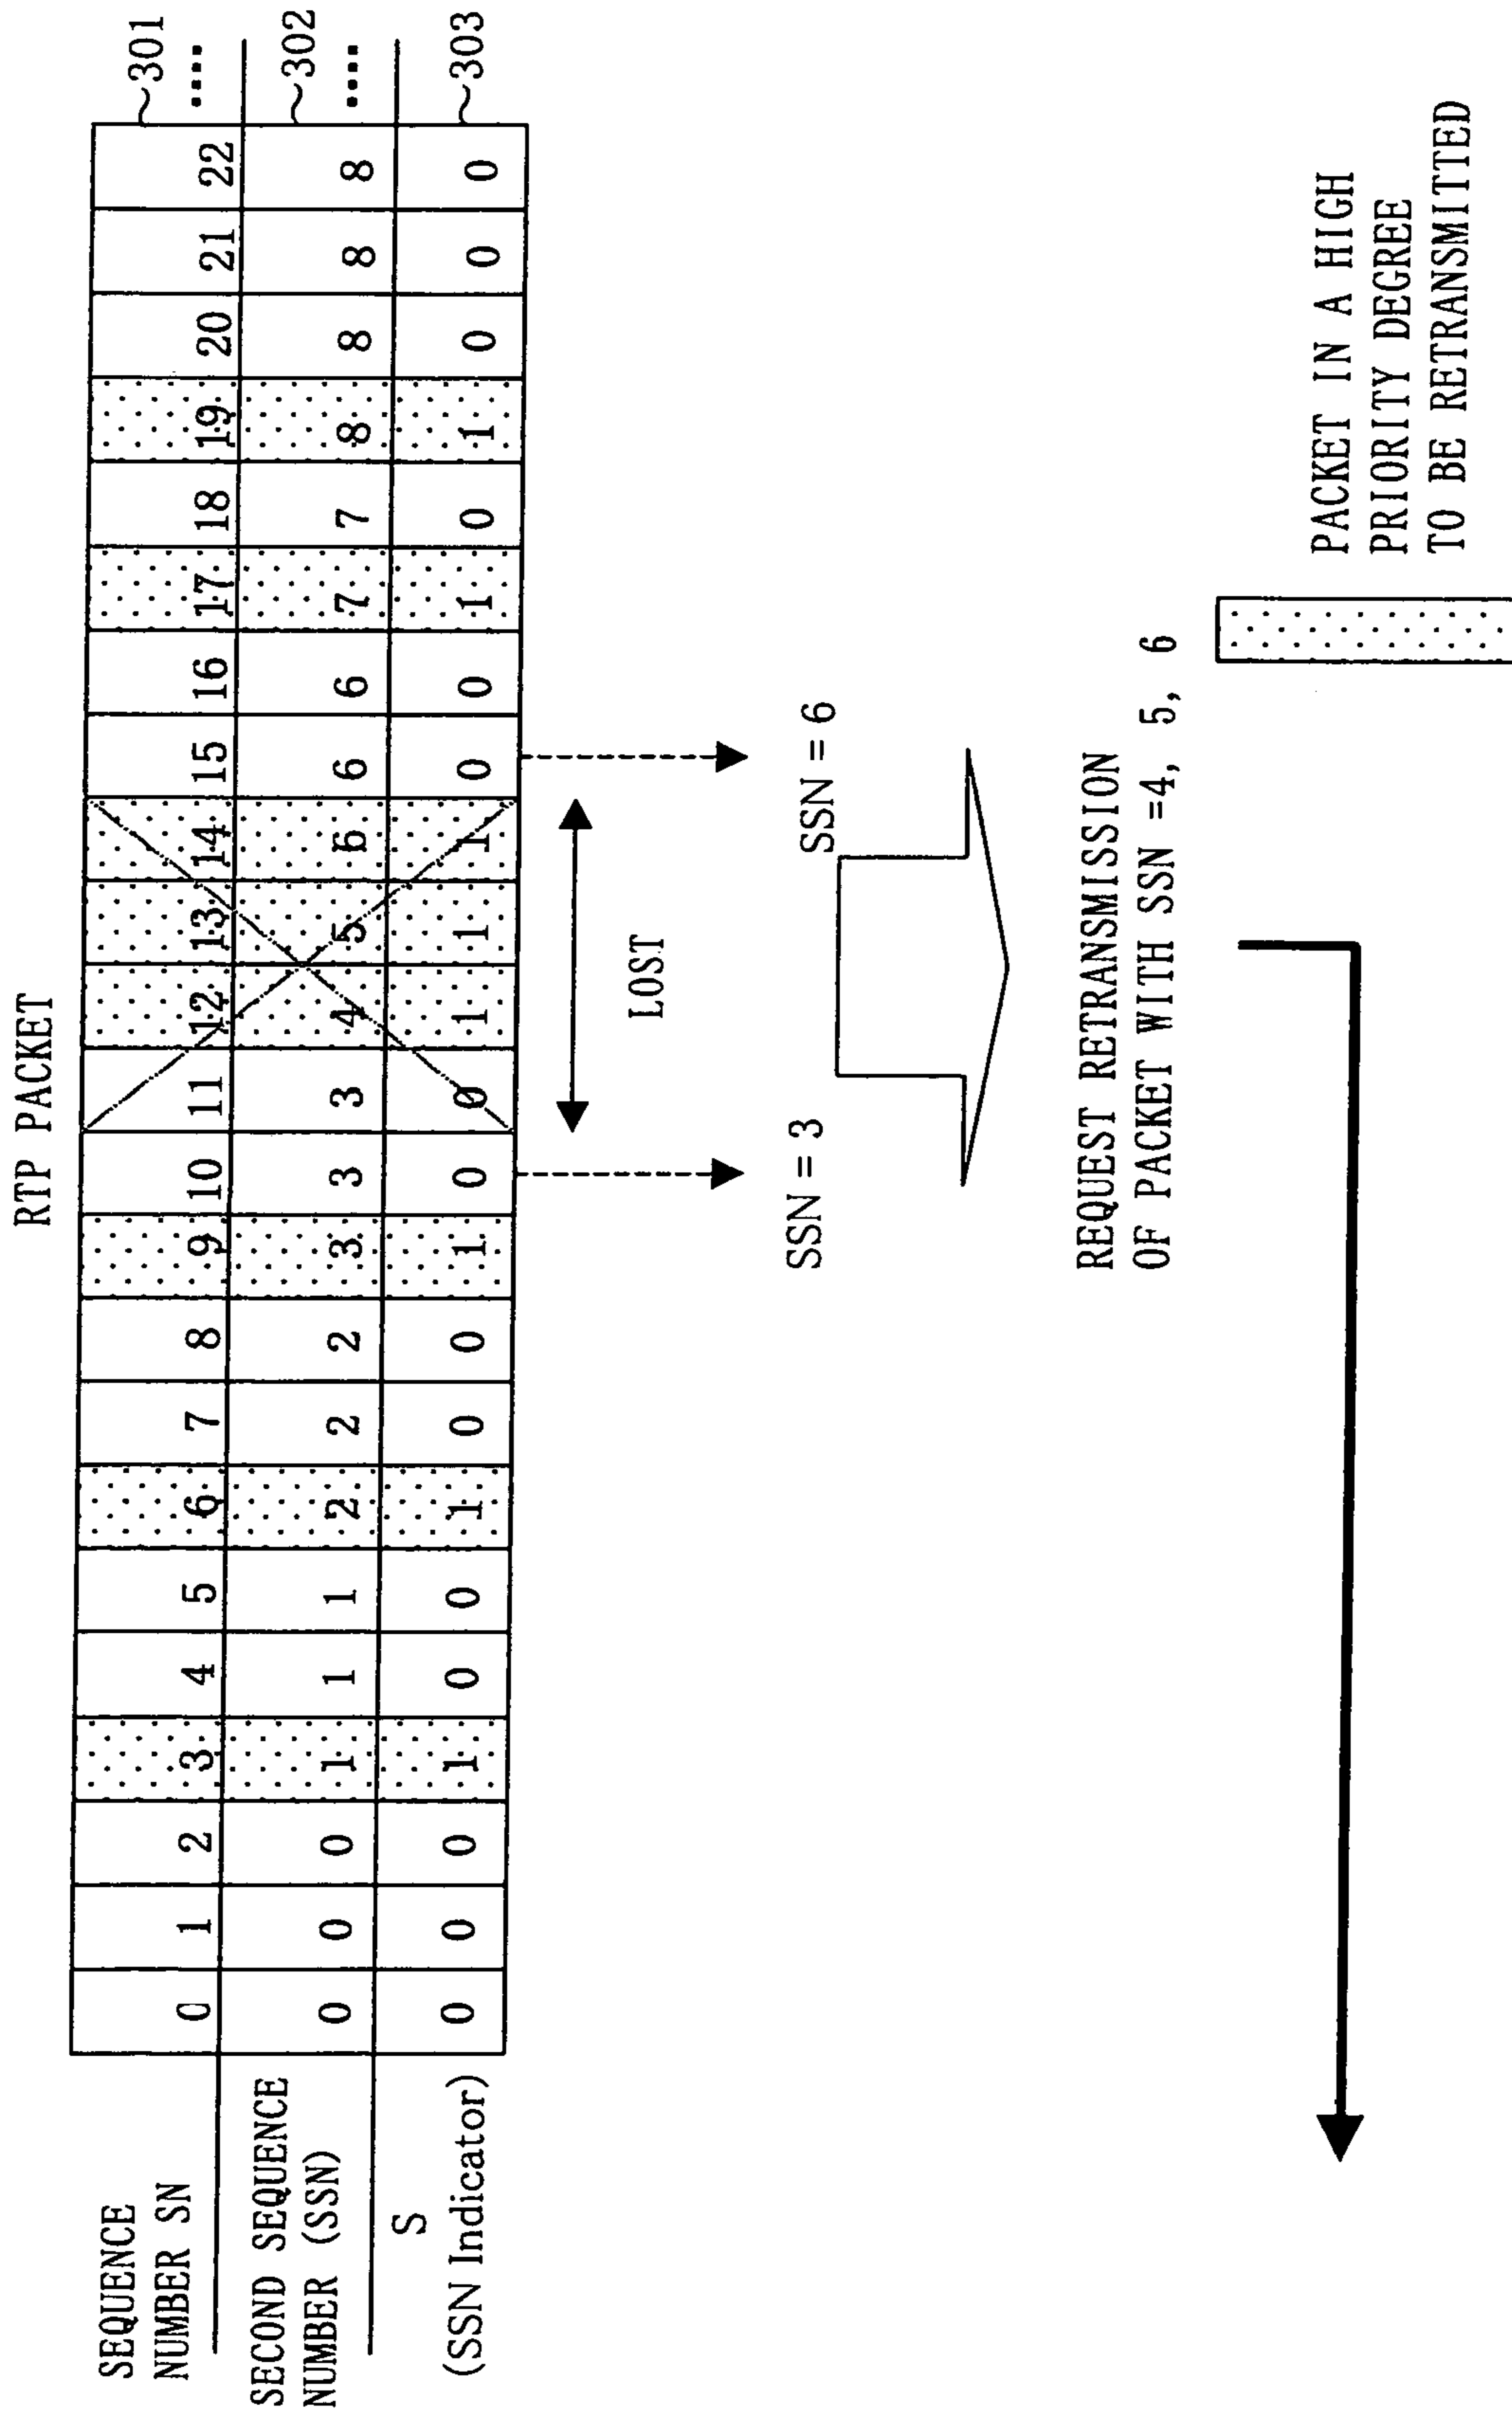 RTP PACKET
SEQUENCE
NUMBER SN
0 1 2 3 4 5 6 7 8 9 10 11 12 13 14 15 16 17 18 19 20 21 22 .... ~301
SECOND SEQUENCE
NUMBER (SSN)
0 0 0 1 1 1 2 2 2 3 3 3 4 5 6 6 6 7 7 8 8 8 8 .... ~302
S
(SSN Indicator)
0 0 0 1 0 0 1 0 0 1 0 0 1 1 1 0 0 1 0 1 0 0 0 ~303
LOST
SSN = 3
SSN = 6
REQUEST RETRANSMISSION
OF PACKET WITH SSN =4, 5, 6
PACKET IN A HIGH
PRIORITY DEGREE
TO BE RETRANSMITTED